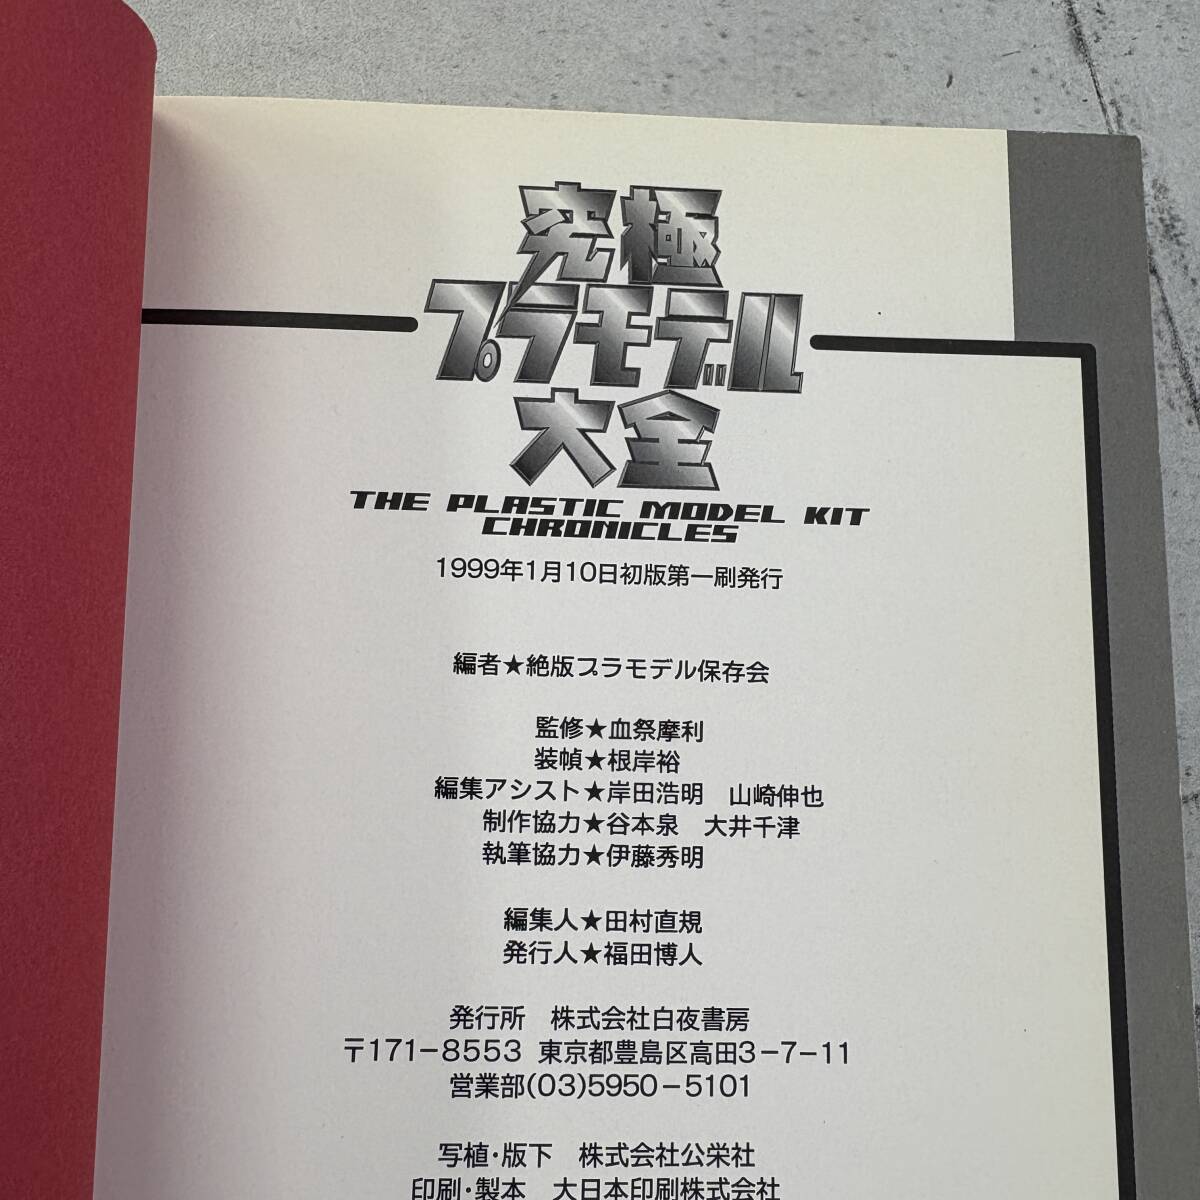 究極
プラモデル
大全
THE PLASTIC MODEL KIT
CHRONICLES
1999年1月10日初版第一刷発行
編者★絶版プラモデル保存会
監修★血祭摩利
装幀★根岸裕
編集アシスト★岸田浩明　山崎伸也
制作協力★谷本泉　大井千津
執筆協力★伊藤秀明
編集人★田村直規
発行人★福田博人
発行所　株式会社白夜書房
〒171－8553 東京都豊島区高田3－7－11
営業部(03)5950－5101
写植・版下　株式会社公栄社
印刷・製本　大日本印刷株式会社